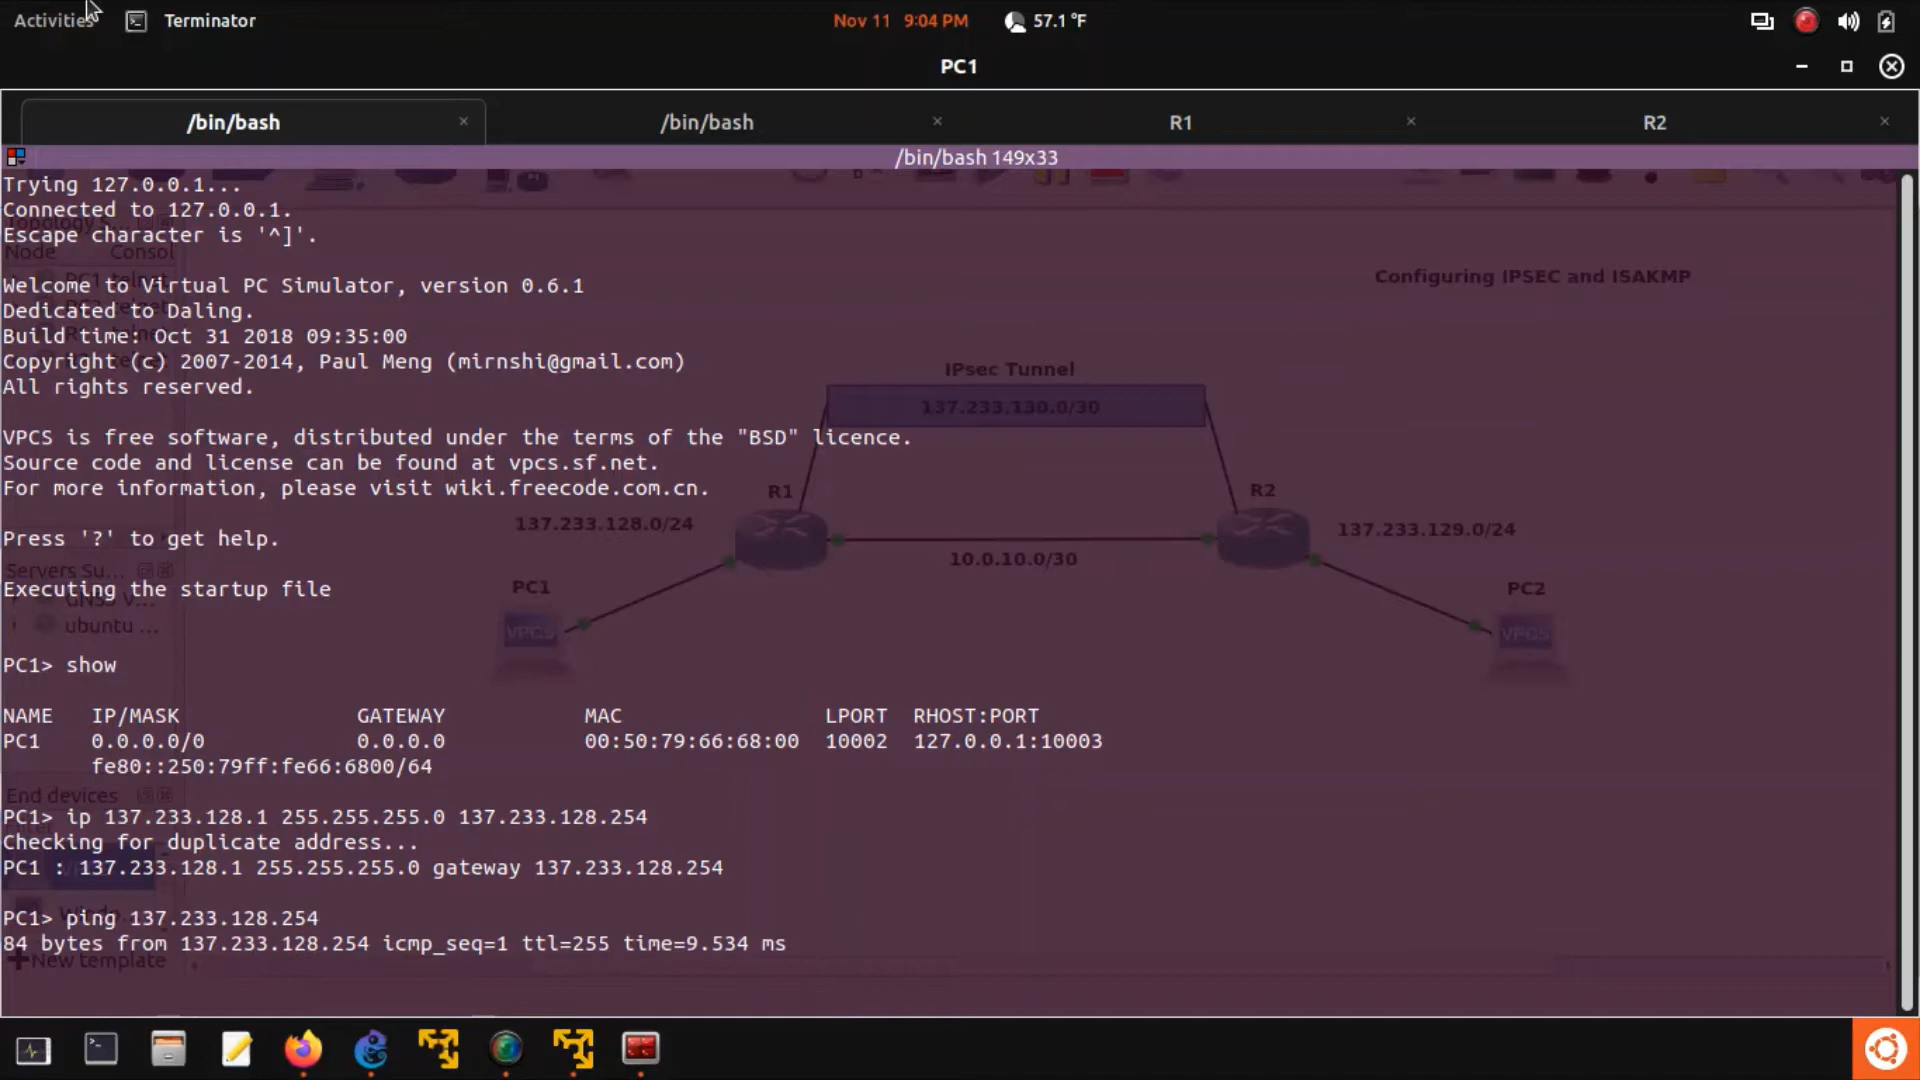 Activities
Terminator
Nov 11 9:04 PM
57.1 °F
PC1
/bin/bash
/bin/bash
R1
R2
/bin/bash 149x33
Trying 127.0.0.1...
Connected to 127.0.0.1.
Escape character is '^]'.
Node Consol
Configuring IPSEC and ISAKMP
Welcome to Virtual PC Simulator, version 0.6.1
Dedicated to Daling.
Build time: Oct 31 2018 09:35:00
Copyright (c) 2007-2014, Paul Meng (mirnshi@gmail.com)
All rights reserved.
IPsec Tunnel
137.233.130.0/30
VPCS is free software, distributed under the terms of the "BSD" licence.
Source code and license can be found at vpcs.sf.net.
For more information, please visit wiki.freecode.com.cn.
R1
R2
137.233.128.0/24
137.233.129.0/24
10.0.10.0/30
Press '?' to get help.
Servers Su...
Executing the startup file
ubuntu ...
PC1
PC2
VPCS
VPCS
PC1> show
NAME IP/MASK GATEWAY MAC LPORT RHOST:PORT
PC1 0.0.0.0/0 0.0.0.0 00:50:79:66:68:00 10002 127.0.0.1:10003
fe80::250:79ff:fe66:6800/64
End devices
PC1> ip 137.233.128.1 255.255.255.0 137.233.128.254
Checking for duplicate address...
PC1 : 137.233.128.1 255.255.255.0 gateway 137.233.128.254
PC1> ping 137.233.128.254
84 bytes from 137.233.128.254 icmp_seq=1 ttl=255 time=9.534 ms
New template